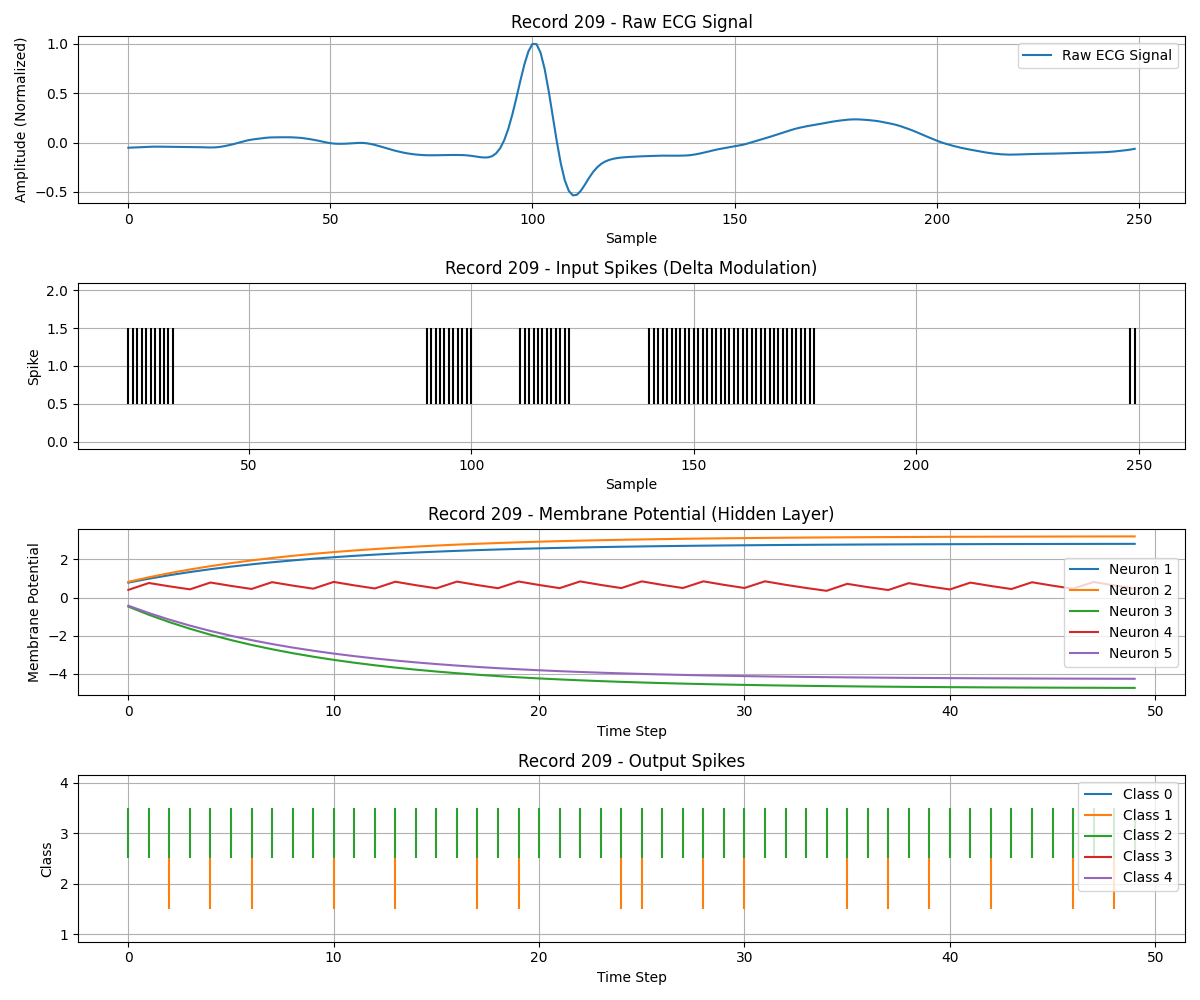 Record 209 - Raw ECG Signal
Amplitude (Normalized)
1.0
0.5
0.0
−0.5
Raw ECG Signal
0 50 100 150 200 250
Sample
Record 209 - Input Spikes (Delta Modulation)
Spike
2.0
1.5
1.0
0.5
0.0
50 100 150 200 250
Sample
Record 209 - Membrane Potential (Hidden Layer)
Membrane Potential
2
0
−2
−4
Neuron 1
Neuron 2
Neuron 3
Neuron 4
Neuron 5
0 10 20 30 40 50
Time Step
Record 209 - Output Spikes
Class
4
3
2
1
Class 0
Class 1
Class 2
Class 3
Class 4
0 10 20 30 40 50
Time Step